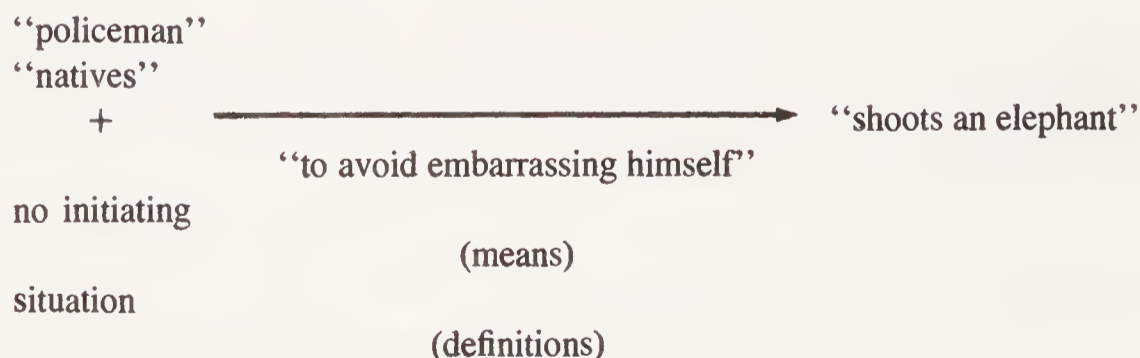 “policeman”
“natives”
+ “shoots an elephant”
“to avoid embarrassing himself”
no initiating
(means)
situation
(definitions)